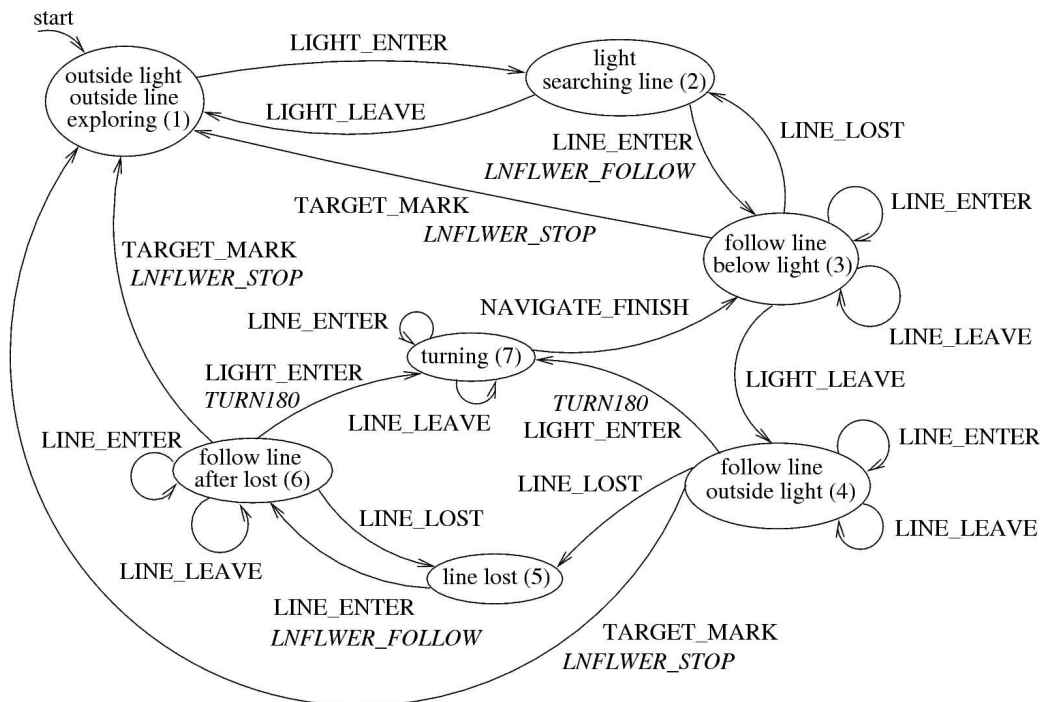 start
LIGHT_ENTER
outside light
outside line
exploring (1)
light
searching line (2)
LIGHT_LEAVE
LINE_ENTER
LNFLWER_FOLLOW
LINE_LOST
TARGET_MARK
LNFLWER_STOP
LINE_ENTER
follow line
below light (3)
TARGET_MARK
LNFLWER_STOP
NAVIGATE_FINISH
LINE_LEAVE
LINE_ENTER
turning (7)
LIGHT_ENTER
TURN180
LIGHT_LEAVE
TURN180
LIGHT_ENTER
LINE_LEAVE
LINE_ENTER
follow line
after lost (6)
LINE_ENTER
follow line
outside light (4)
LINE_LOST
LINE_LOST
LINE_LEAVE
LINE_LEAVE
line lost (5)
LINE_ENTER
LNFLWER_FOLLOW
TARGET_MARK
LNFLWER_STOP